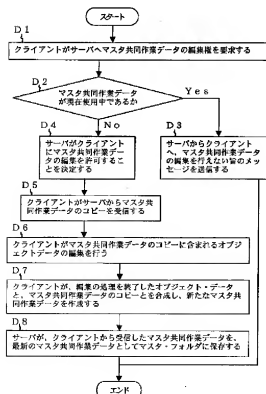 スタート
D1
クライアントがサーバへマスタ共同作業データの編集権を要求する
D2
マスタ共同作業データ
が現在使用中であるか
Yes
No
D4
サーバがクライアント
にマスタ共同作業デー
タの編集を許可するこ
とを決定する
D3
サーバからクライアント
へ、マスタ共同作業データ
の編集を行えない旨のメッ
セージを送信する
D5
クライアントがサーバからマスタ共
同作業データのコピーを受信する
D6
クライアントがマスタ共同作業データのコピーに含まれるオブジ
ェクトデータの編集を行う
D7
クライアントが、編集の処理を終了したオブジェクト・データ
と、マスタ共同作業データのコピーとを合成し、新たなマスタ共
同作業データを作成する
D8
サーバが、クライアントから受信したマスタ共同作業データを、
最新のマスタ共同作業データとしてマスタ・フォルダに保存する
エンド